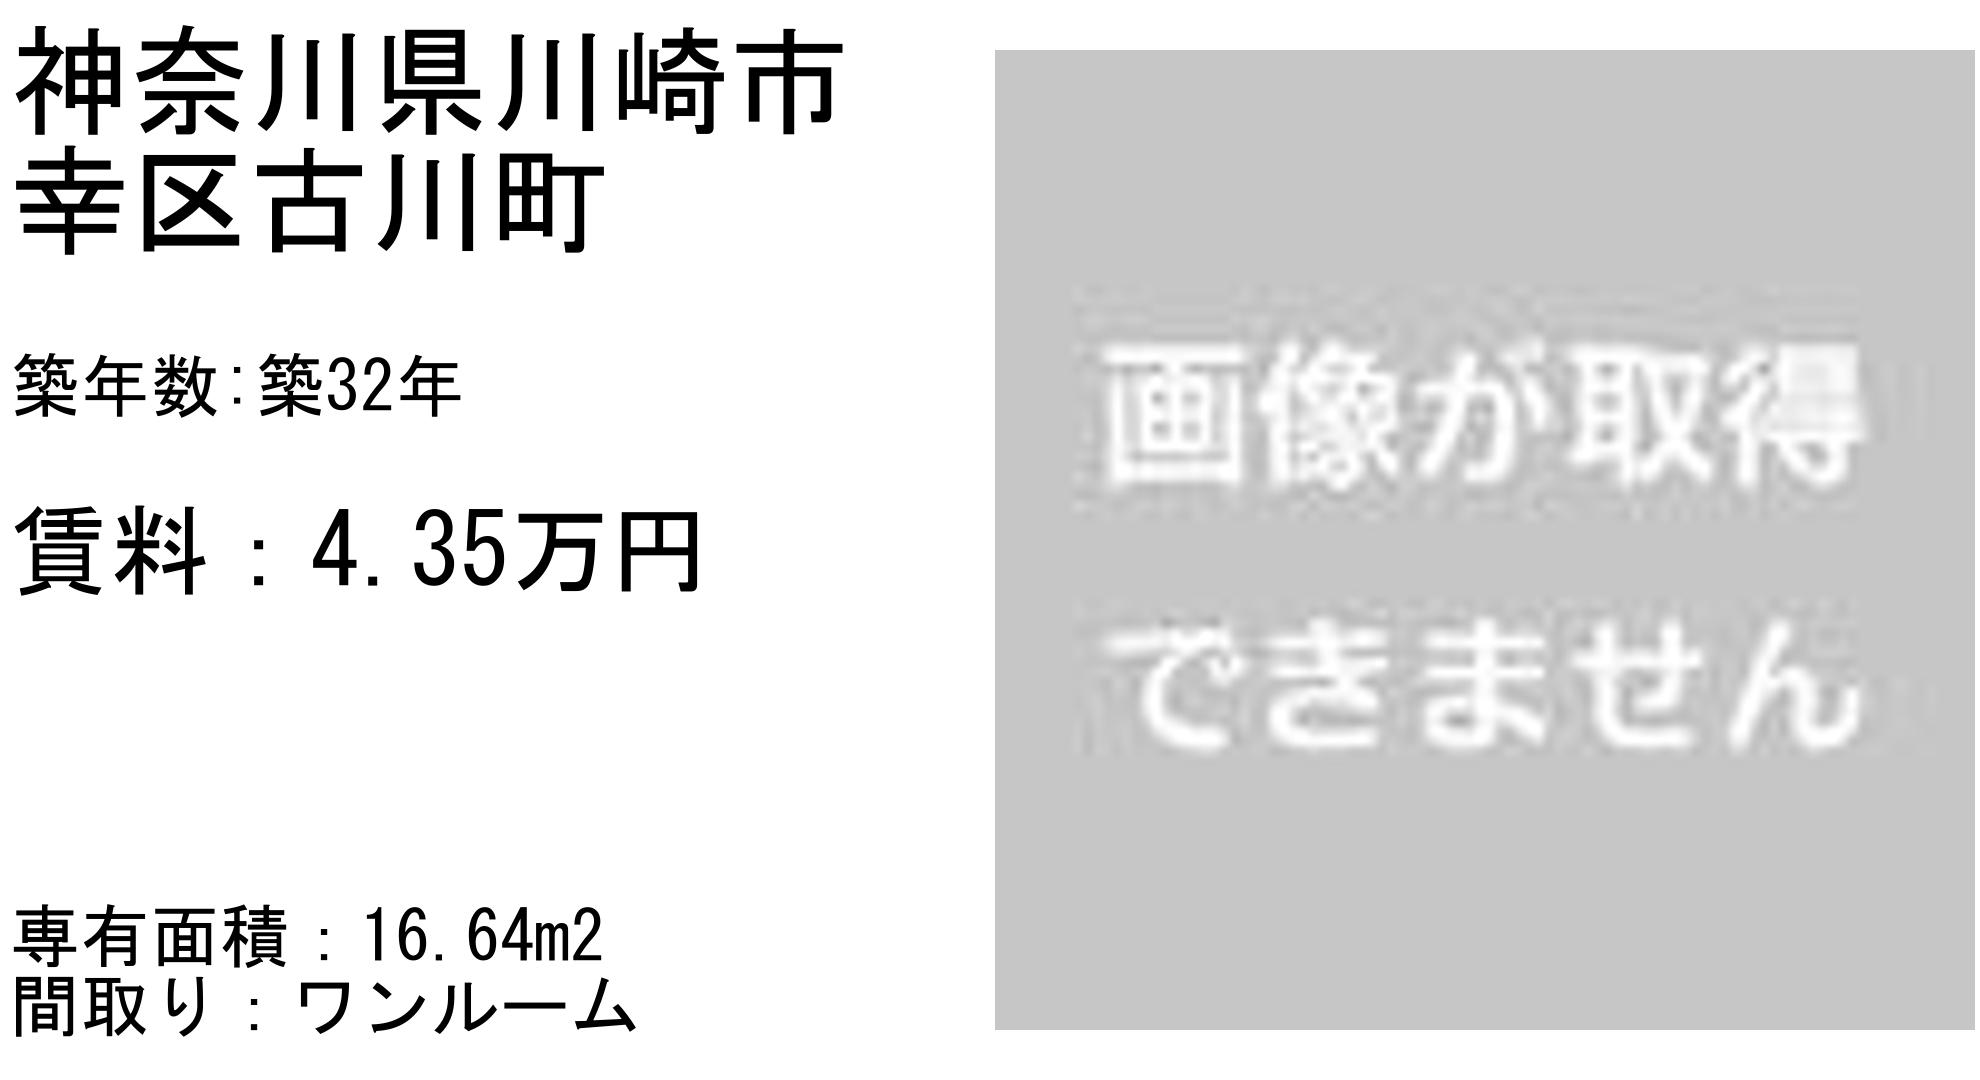 神奈川県川崎市
幸区古川町
築年数:築32年
賃料：4.35万円
専有面積：16.64m2
間取り：ワンルーム
画像が取得
できません